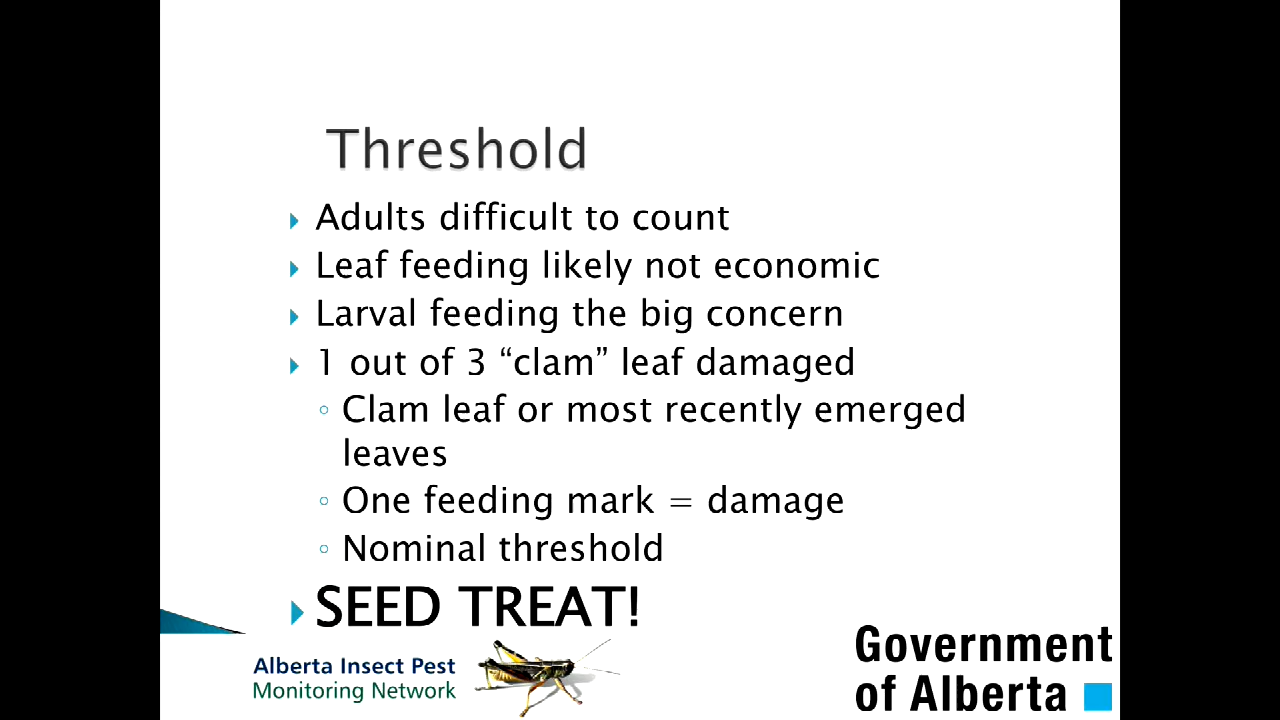 Threshold
Adults difficult to count
Leaf feeding likely not economic
Larval feeding the big concern
1 out of 3 “clam” leaf damaged
Clam leaf or most recently emerged
leaves
One feeding mark = damage
Nominal threshold
SEED TREAT!
Alberta Insect Pest
Monitoring Network
Government
of Alberta